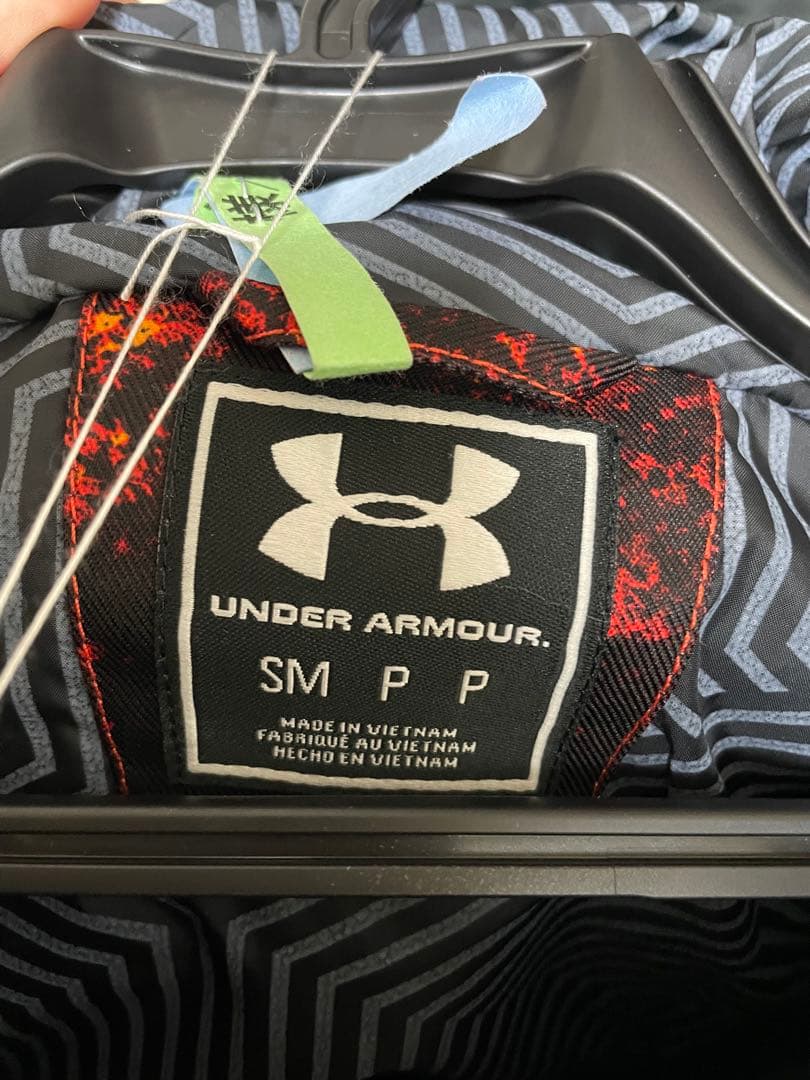 UNDER ARMOUR.
SM P P
MADE IN VIETNAM
FABRIQUÉ AU VIETNAM
HECHO EN VIETNAM